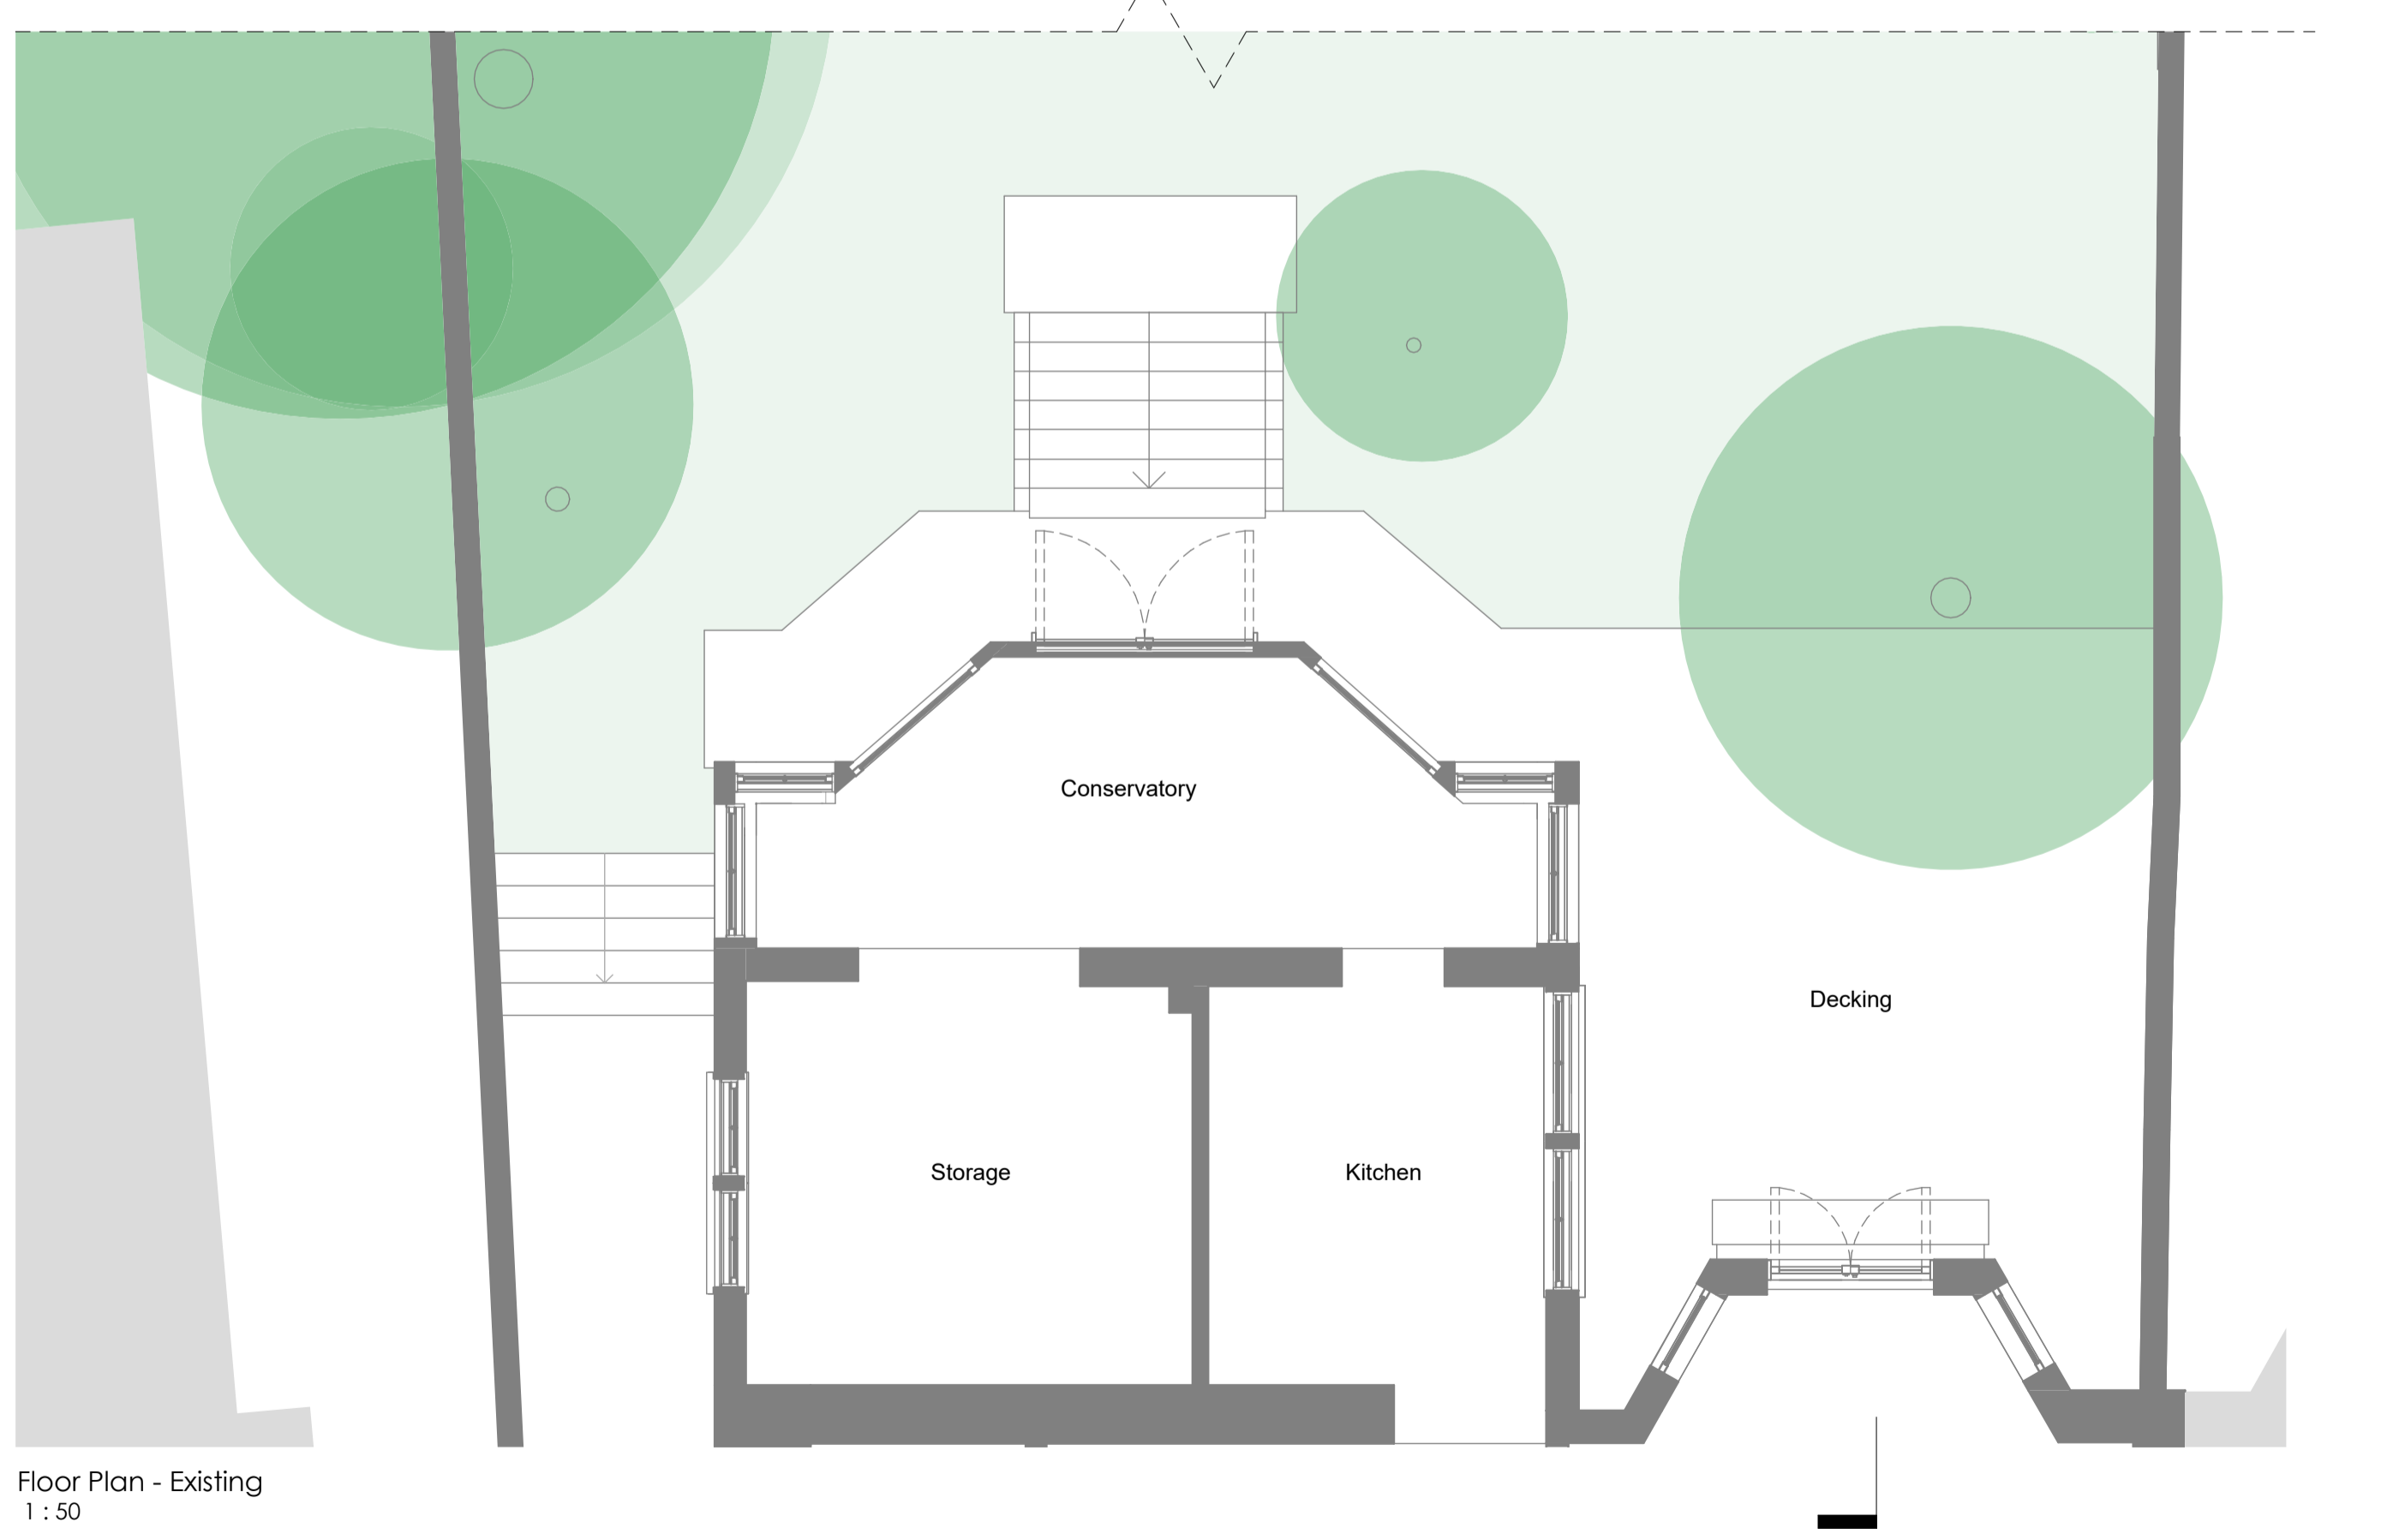 Conservatory
Decking
Storage
Kitchen
Floor Plan - Existing
1 : 50